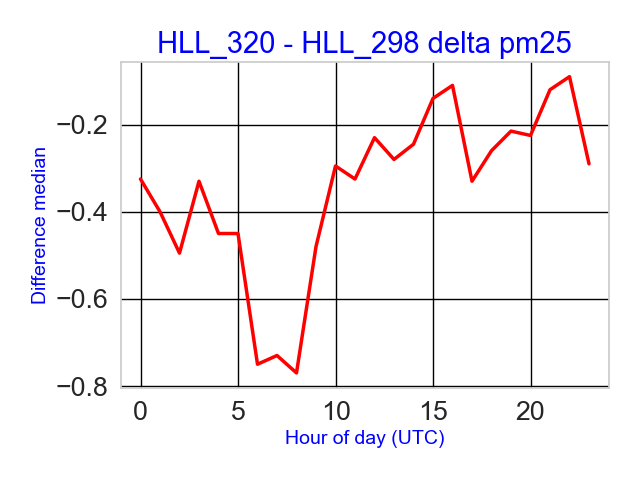 HLL_320 - HLL_298 delta pm25
Difference median
−0.2
−0.4
−0.6
−0.8
0 5 10 15 20
Hour of day (UTC)